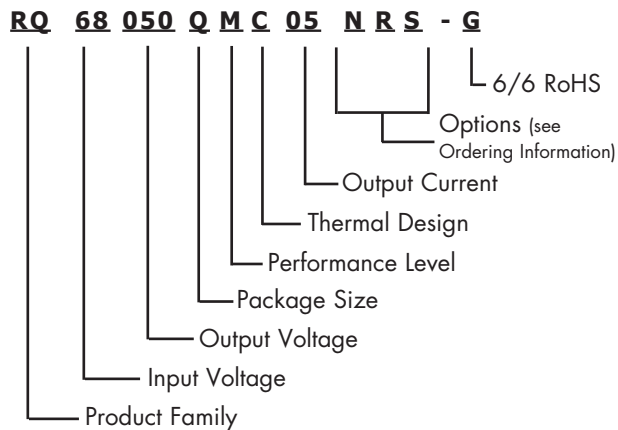 RQ 68 050 Q M C 05 N R S - G
6/6 RoHS
Options (see
Ordering Information)
Output Current
Thermal Design
Performance Level
Package Size
Output Voltage
Input Voltage
Product Family